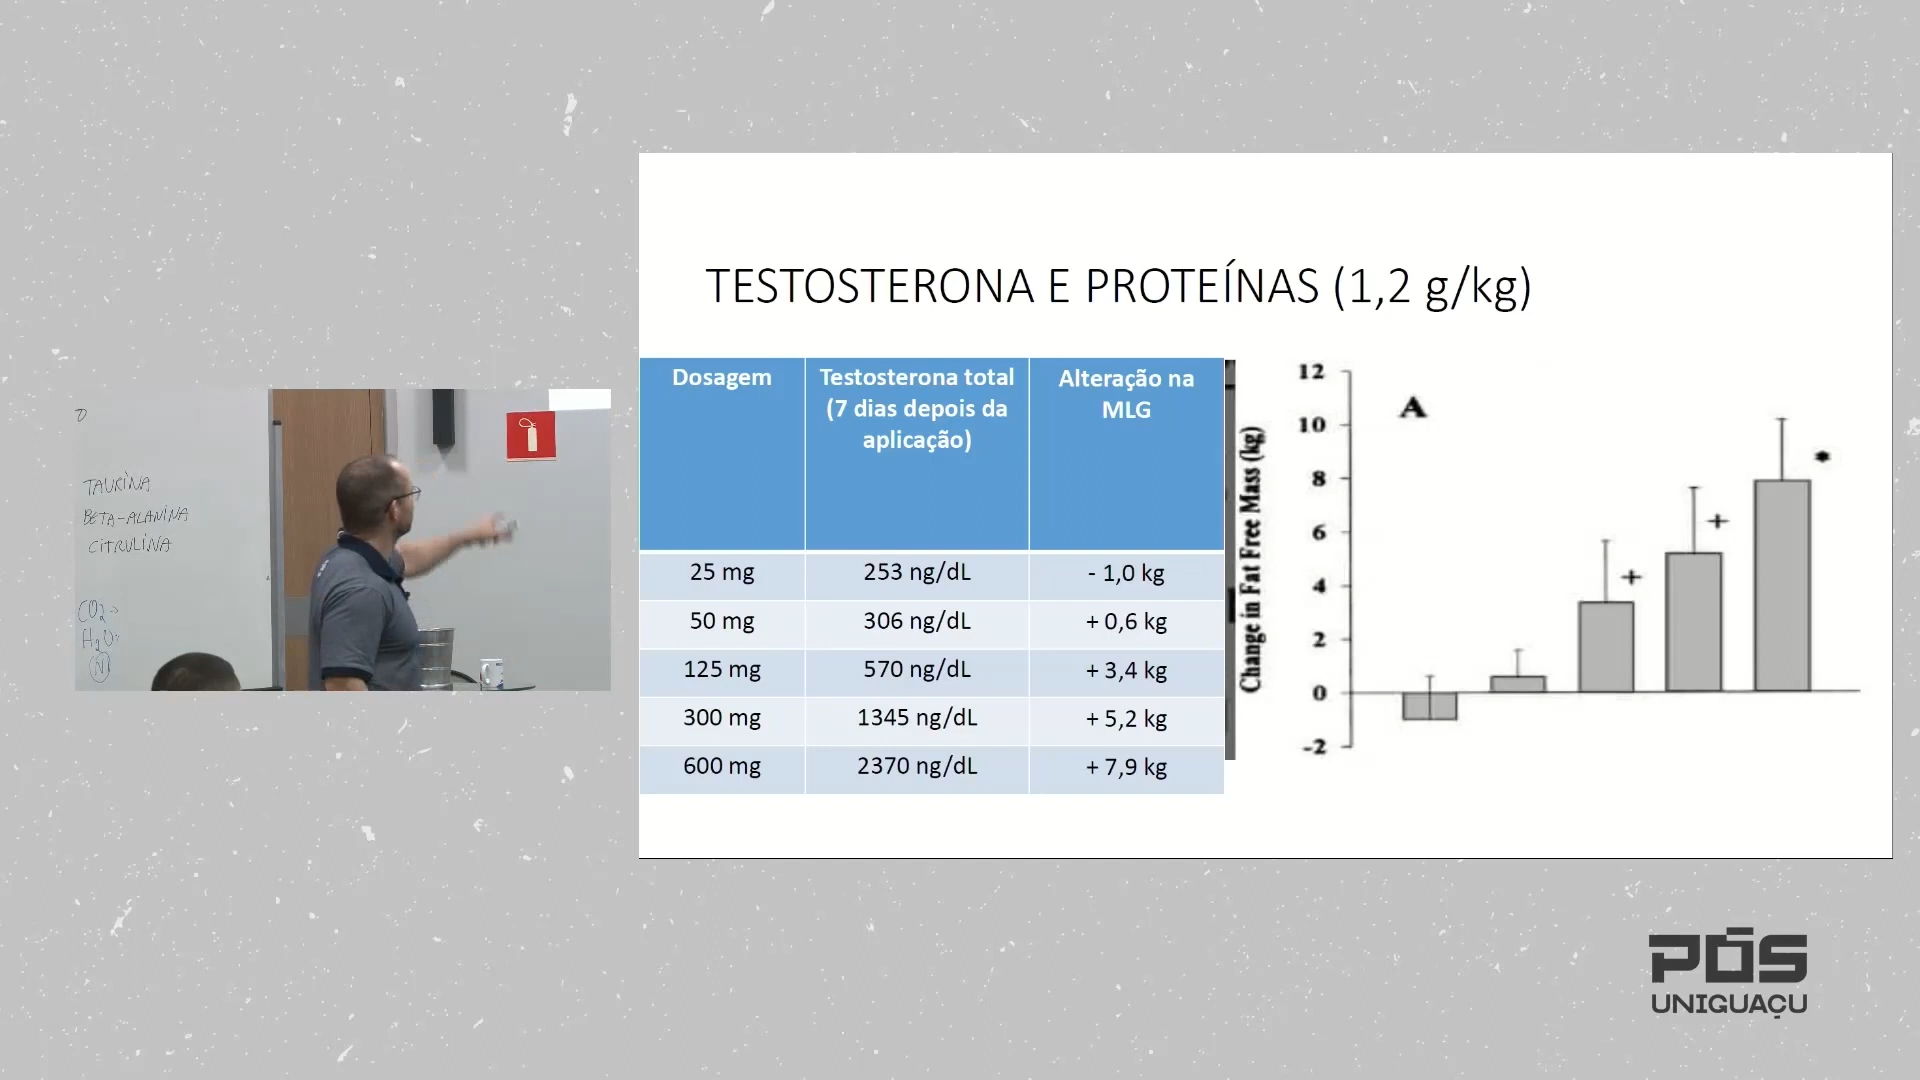 TAURINA
BETA-ALANINA
CITRULINA
CO₂
H₂O
N
TESTOSTERONA E PROTEÍNAS (1,2 g/kg)
Dosagem
Testosterona total
(7 dias depois da
aplicação)
Alteração na
MLG
25 mg 253 ng/dL - 1,0 kg
50 mg 306 ng/dL + 0,6 kg
125 mg 570 ng/dL + 3,4 kg
300 mg 1345 ng/dL + 5,2 kg
600 mg 2370 ng/dL + 7,9 kg
Change in Fat Free Mass (kg)
A
12
10
8
6
4
2
0
-2
+
+
*
PÓS
UNIGUAÇU